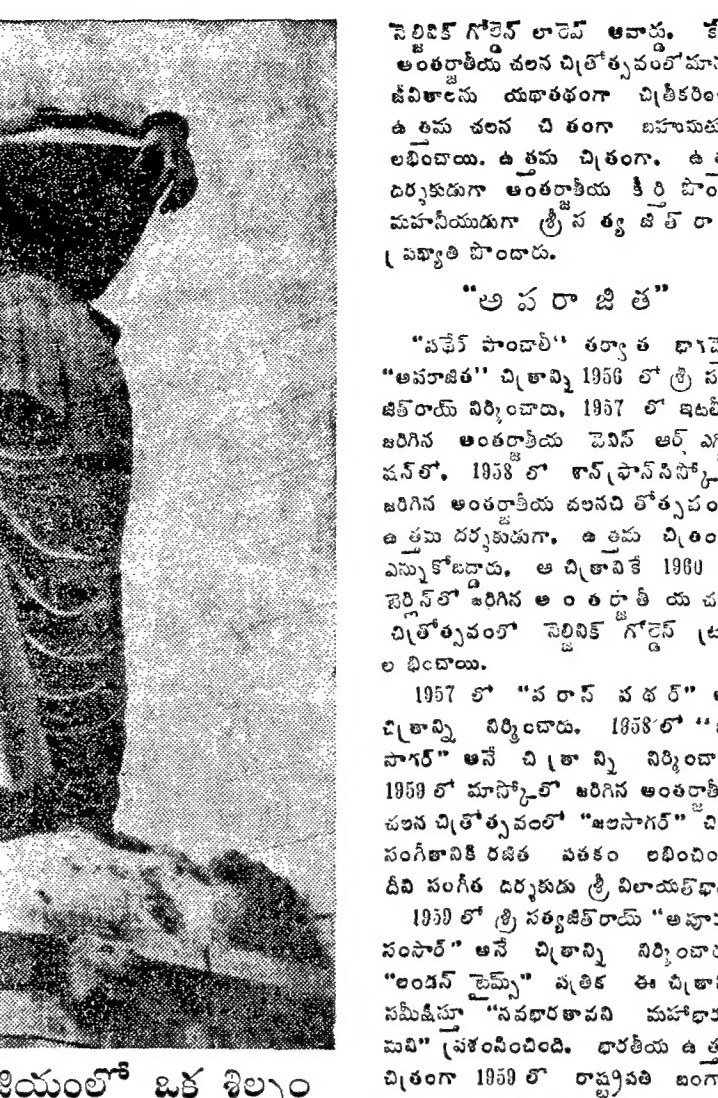 సెల్జినిక్ గోల్డెన్ లారెప్ ఆవార్డు. కే
అంతర్జాతీయ చలన చిత్రోత్సవంలో మాన
జీవితాలను యథాతథంగా చిత్రీకరించ
ఉత్తమ చలన చిత్రంగా బహుమతు
లభించాయి. ఉత్తమ చిత్రంగా. ఉత్త
దర్శకుడుగా అంతర్జాతీయ కీర్తి పొం
మహనీయుడుగా శ్రీ సత్యజిత్ రా
ప్రఖ్యాతి పొందారు.
"అపరాజిత"
"పథేర్ పాంచాలీ" తర్వాత భాగమై
"అపరాజిత" చిత్రాన్ని 1956 లో శ్రీ స
జిత్‌రాయ్ నిర్మించారు. 1957 లో ఇటలీ
జరిగిన అంతర్జాతీయ వెనిస్ ఆర్ట్ ఎగ్
షన్‌లో. 1958 లో శాన్‌ఫ్రాన్‌సిస్కో
జరిగిన అంతర్జాతీయ చలనచిత్రోత్సవం
ఉత్తమ దర్శకుడుగా. ఉత్తమ చిత్రం
ఎన్నుకోబడ్డారు. ఆ చిత్రానికే 1960
బెర్లిన్‌లో జరిగిన అంతర్జాతీయ చ
చిత్రోత్సవంలో సెల్జినిక్ గోల్డెన్ ట్ర
లభించాయి.
1957 లో "పరాస్ పథర్" అ
చిత్రాన్ని నిర్మించారు. 1958 లో "
సాగర్" అనే చిత్రాన్ని నిర్మించా
1959 లో మాస్కోలో జరిగిన అంతర్జాతీ
చలన చిత్రోత్సవంలో "జలసాగర్" చి
సంగీతానికి రజిత పతకం లభించిం
దీని సంగీత దర్శకుడు శ్రీ విలాయత్‌ఖా
1959 లో శ్రీ సత్యజిత్‌రాయ్ "అపూ
సంసార్" అనే చిత్రాన్ని నిర్మించార
"లండన్ టైమ్స్" పత్రిక ఈ చిత్రా
సమీక్షిస్తూ "నవభారతావని మహాభా
మని" ప్రశంసించింది. భారతీయ ఉత్త
చిత్రంగా 1959 లో రాష్ట్రపతి బంగా
జియంలో ఒక శిల్పం